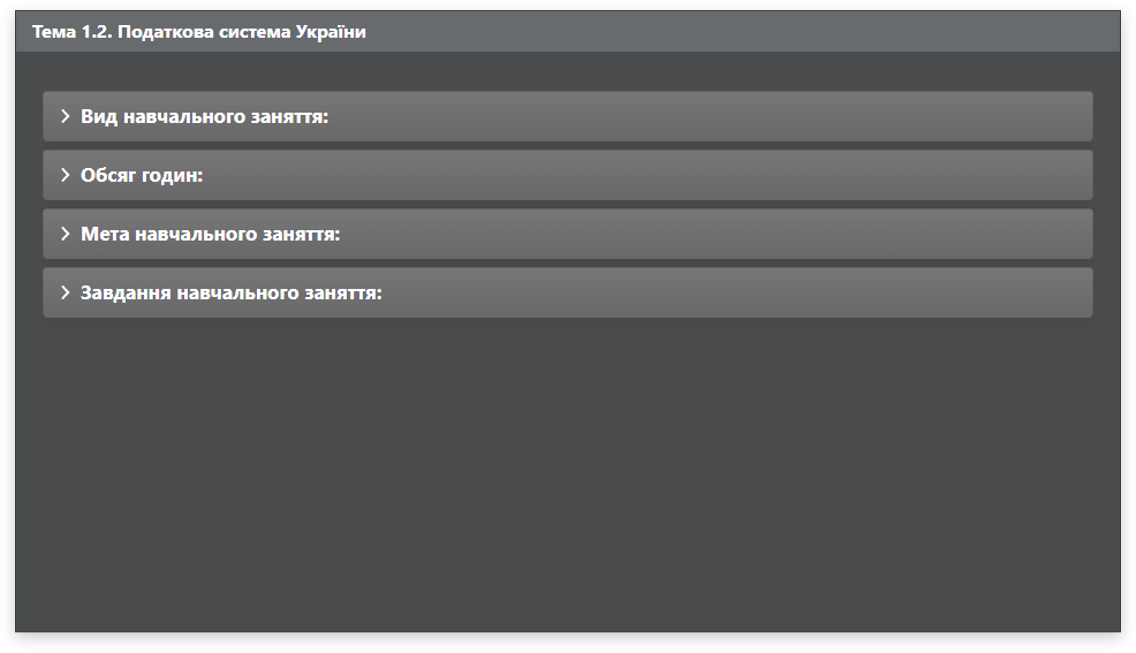 Тема 1.2. Податкова система України
Вид навчального заняття:
Обсяг годин:
Мета навчального заняття:
Завдання навчального заняття: